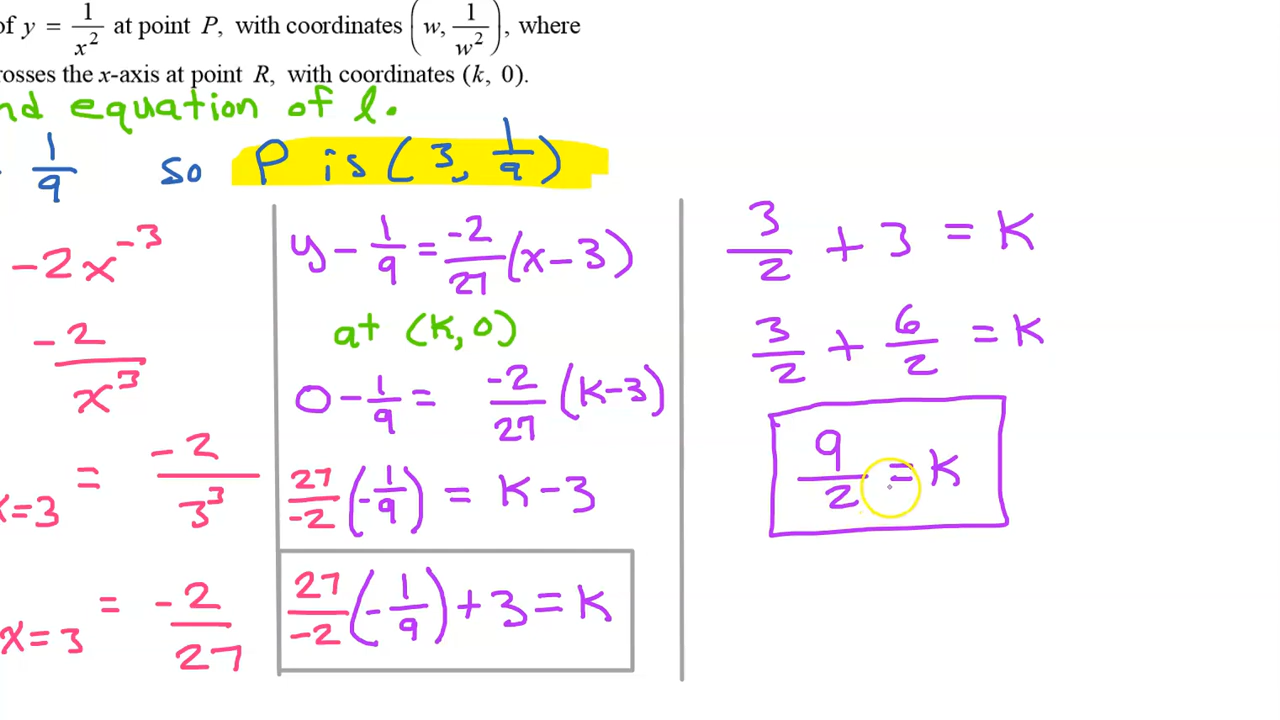 of y = 1/x² at point P, with coordinates (w, 1/w²), where
rosses the x-axis at point R, with coordinates (k, 0).
nd equation of l.
1/9 so P is (3, 1/9)
-2x⁻³
-2/x³
x=3 = -2/3³
x=3 = -2/27
y - 1/9 = -2/27 (x-3)
at (k, 0)
0 - 1/9 = -2/27 (k-3)
27/-2 (-1/9) = k-3
27/-2 (-1/9) + 3 = k
3/2 + 3 = k
3/2 + 6/2 = k
9/2 = k